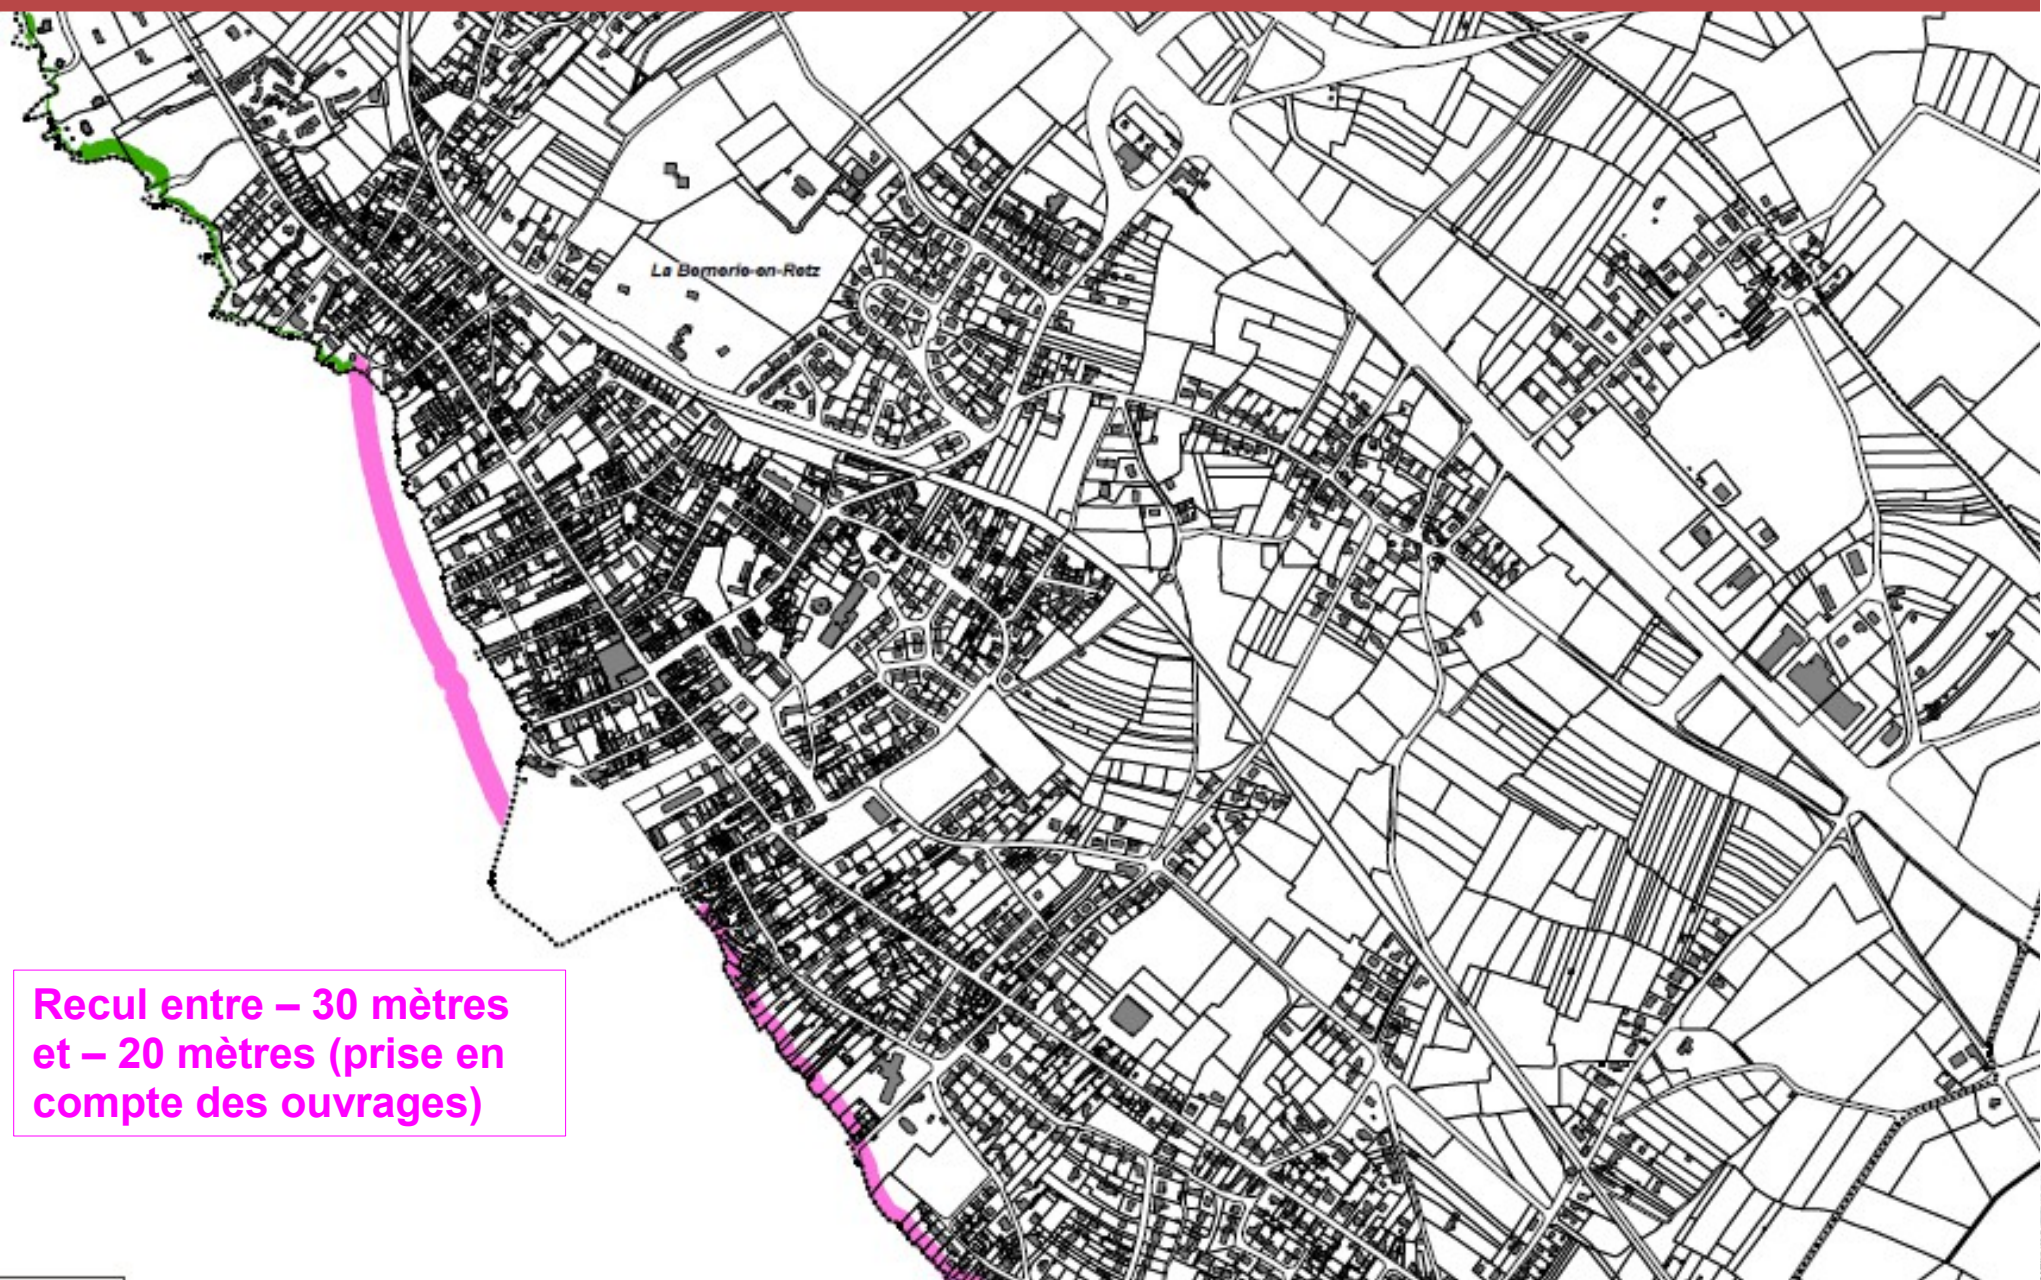 La Bernerie-en-Retz
Recul entre – 30 mètres
et – 20 mètres (prise en
compte des ouvrages)